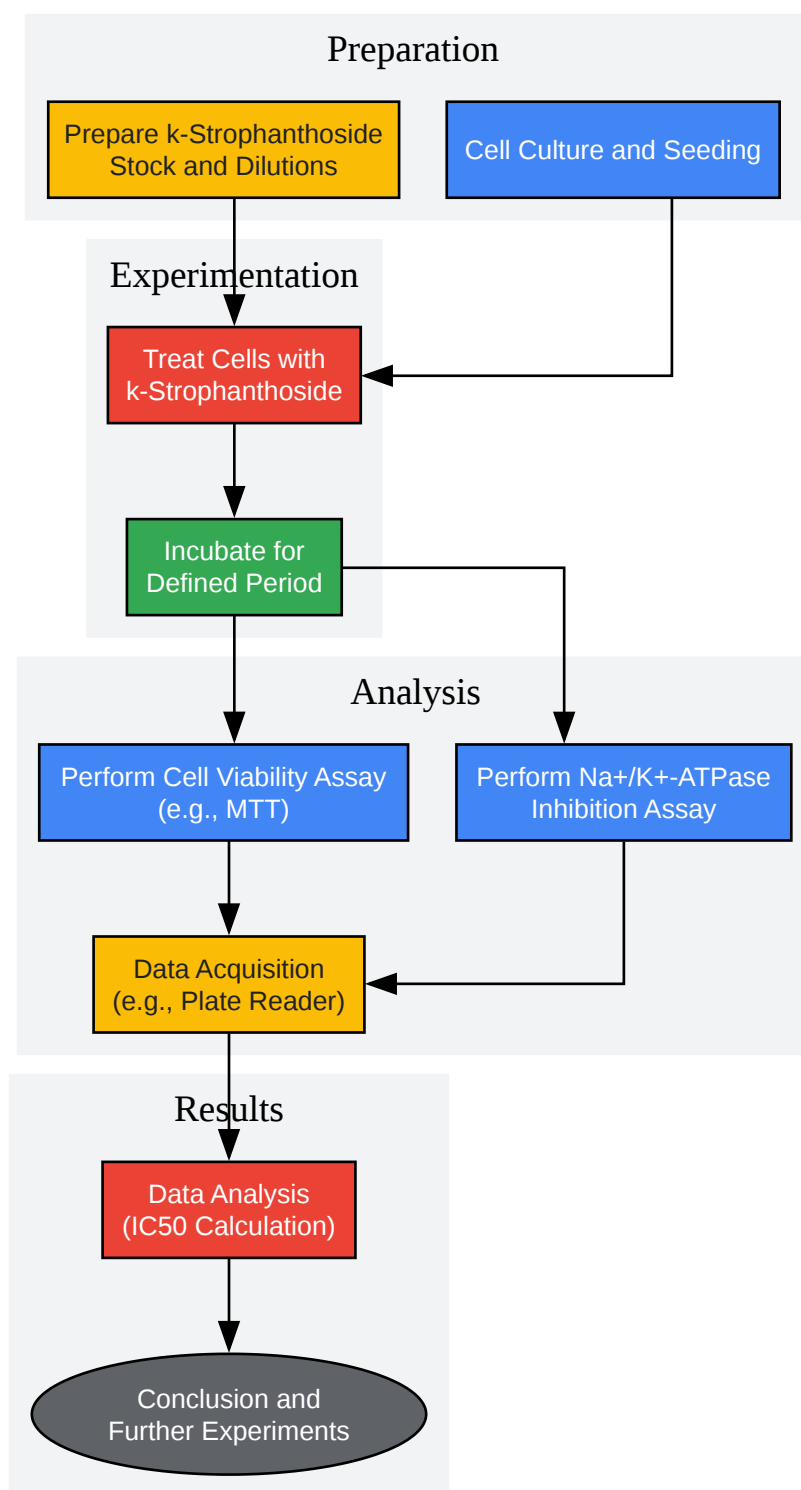 Preparation
Prepare k-Strophanthoside
Stock and Dilutions
Cell Culture and Seeding
Experimentation
Treat Cells with
k-Strophanthoside
Incubate for
Defined Period
Analysis
Perform Cell Viability Assay
(e.g., MTT)
Perform Na+/K+-ATPase
Inhibition Assay
Data Acquisition
(e.g., Plate Reader)
Results
Data Analysis
(IC50 Calculation)
Conclusion and
Further Experiments